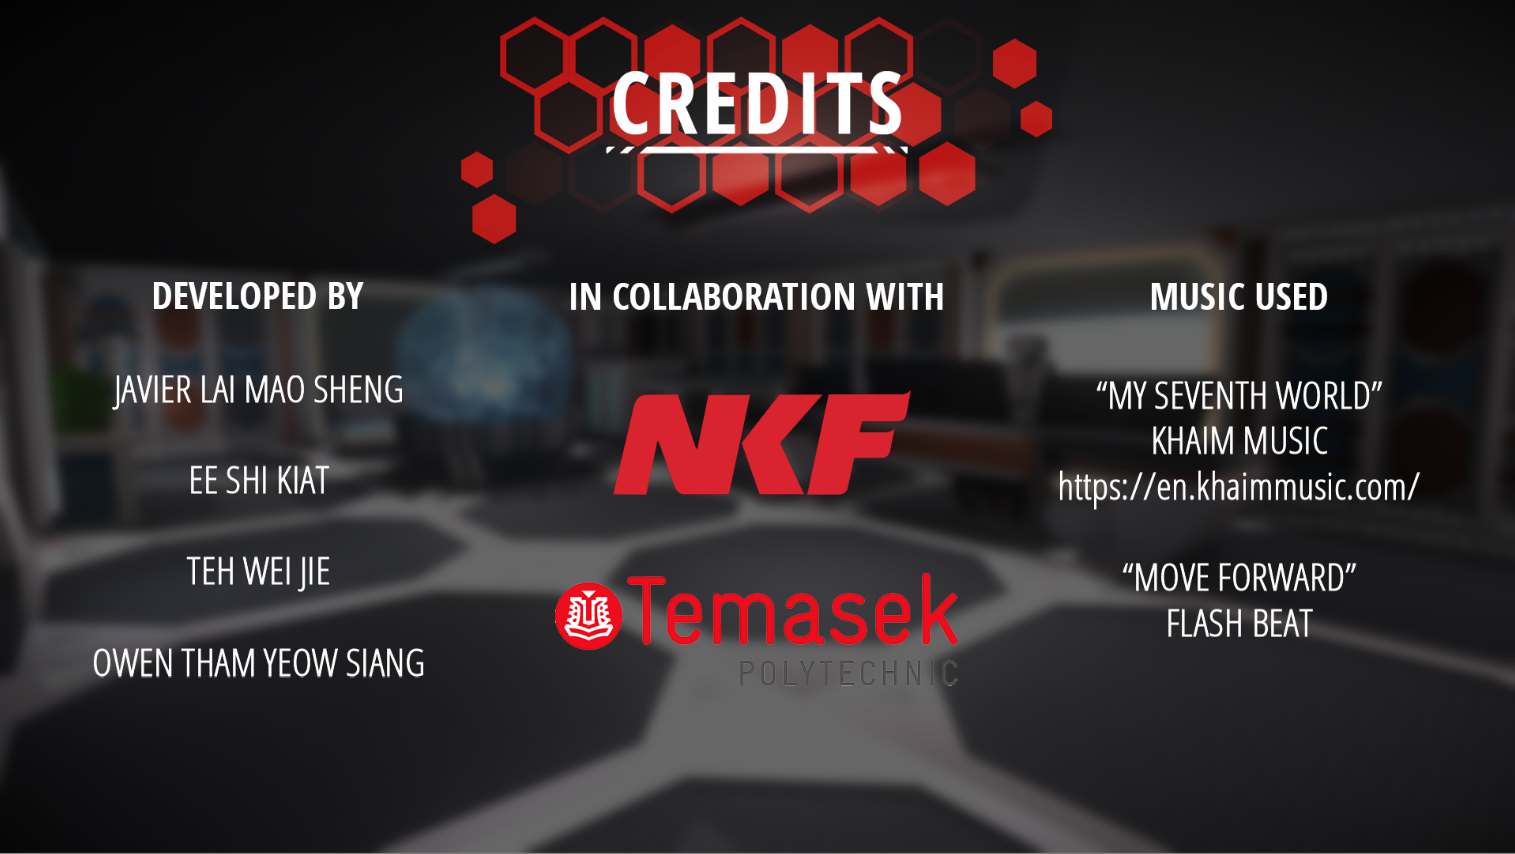 CREDITS
DEVELOPED BY
JAVIER LAI MAO SHENG
EE SHI KIAT
TEH WEI JIE
OWEN THAM YEOW SIANG
IN COLLABORATION WITH
NKF
Temasek
POLYTECHNIC
MUSIC USED
“MY SEVENTH WORLD”
KHAIM MUSIC
https://en.khaimmusic.com/
“MOVE FORWARD”
FLASH BEAT